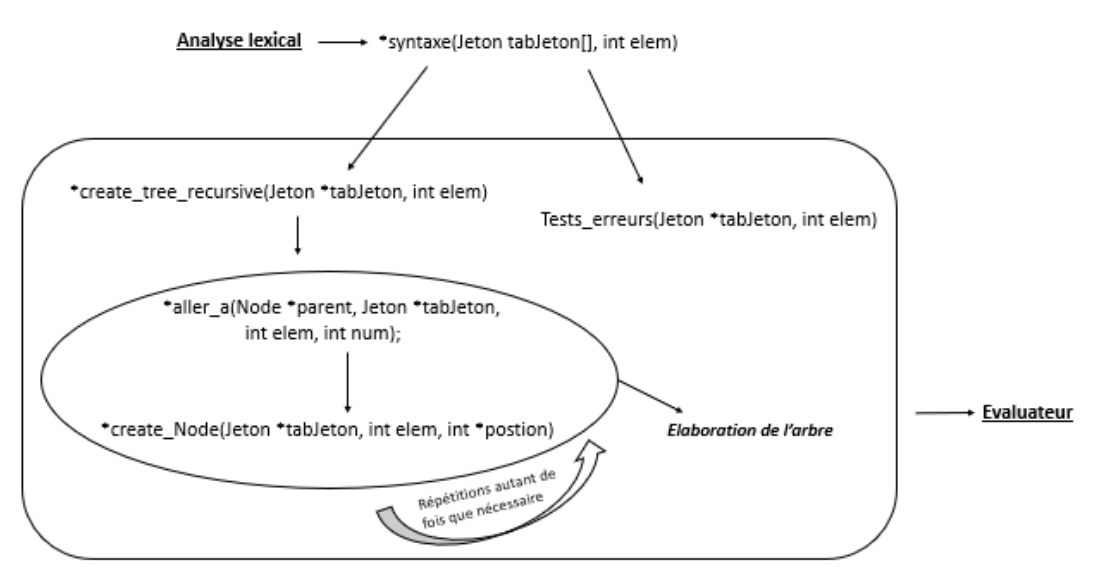 Analyse lexical
*syntaxe(Jeton tabJeton[], int elem)
*create_tree_recursive(Jeton *tabJeton, int elem)
Tests_erreurs(Jeton *tabJeton, int elem)
*aller_a(Node *parent, Jeton *tabJeton,
int elem, int num);
*create_Node(Jeton *tabJeton, int elem, int *postion)
Elaboration de l'arbre
Evaluateur
Répétitions autant de
fois que nécessaire